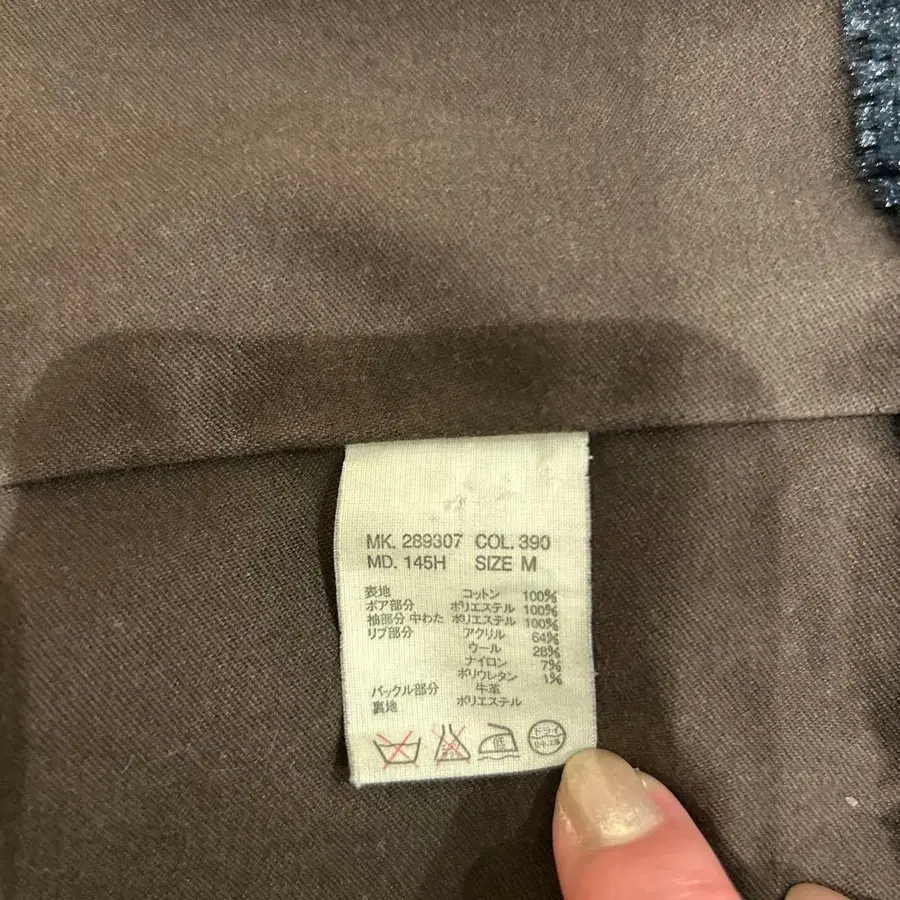 MK. 289307 COL. 390
MD. 145H SIZE M
表地 コットン 100%
ボア部分 ポリエステル 100%
袖部分 中わた ポリエステル 100%
リブ部分 アクリル 64%
ウール 28%
ナイロン 7%
ポリウレタン 1%
バックル部分 牛革
裏地 ポリエステル
低 ドライ